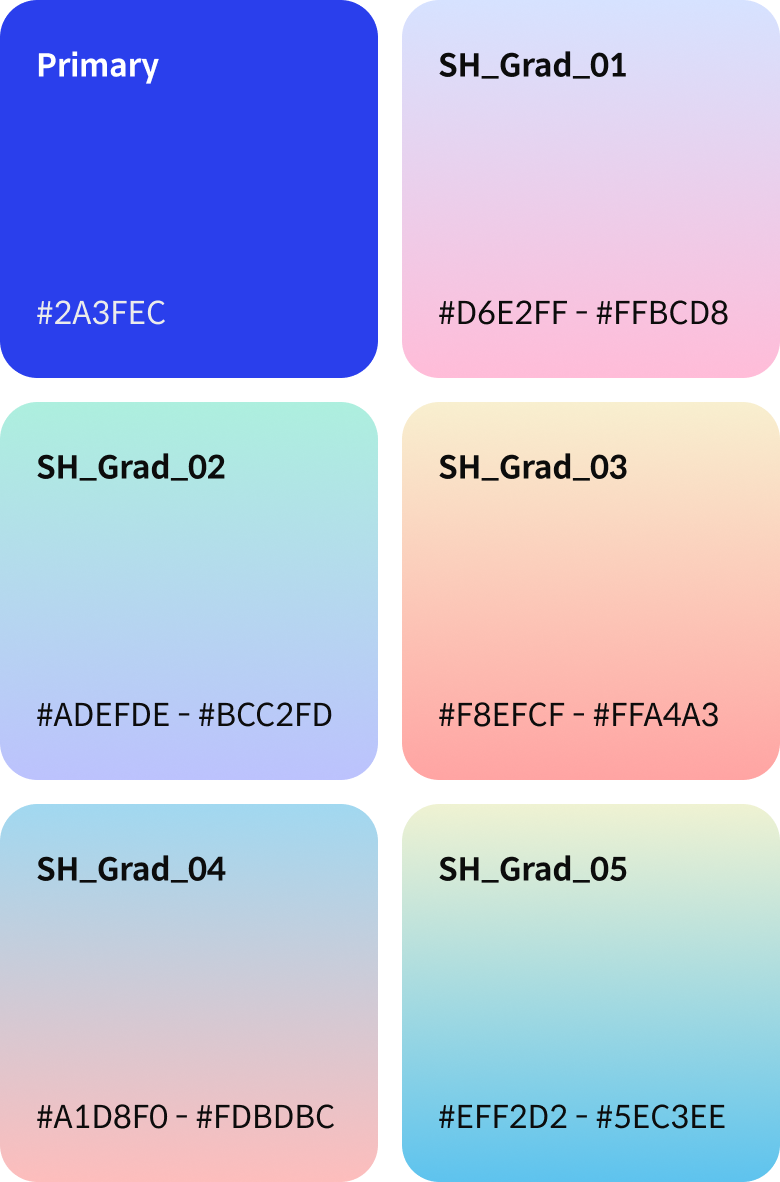 Primary
#2A3FEC
SH_Grad_01
#D6E2FF - #FFBCD8
SH_Grad_02
#ADEFDE - #BCC2FD
SH_Grad_03
#F8EFCF - #FFA4A3
SH_Grad_04
#A1D8F0 - #FDBDBC
SH_Grad_05
#EFF2D2 - #5EC3EE